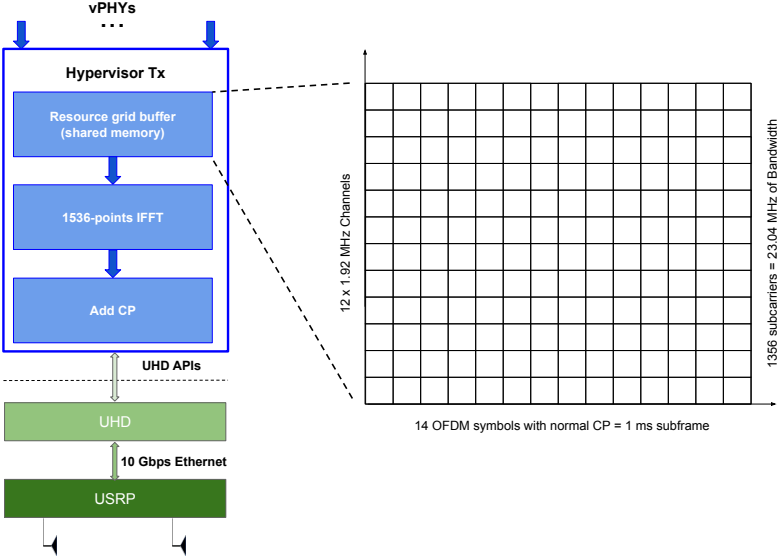 vPHYs
...
Hypervisor Tx
Resource grid buffer
(shared memory)
1536-points IFFT
Add CP
UHD APIs
UHD
10 Gbps Ethernet
USRP
12 x 1.92 MHz Channels
14 OFDM symbols with normal CP = 1 ms subframe
1356 subcarriers = 23.04 MHz of Bandwidth